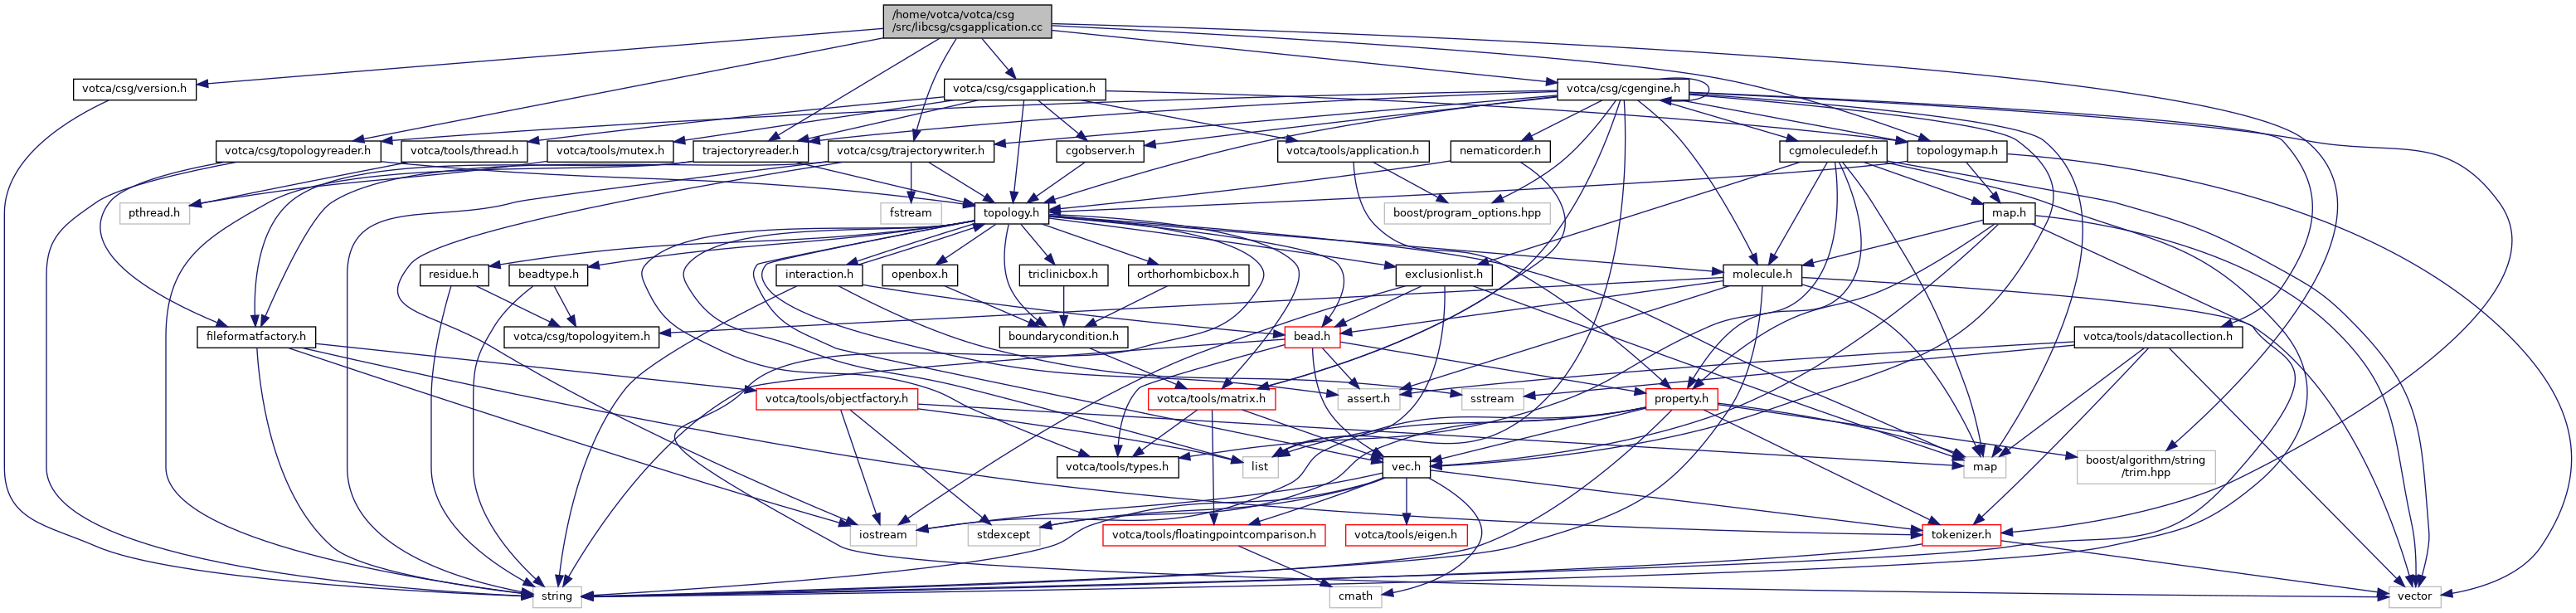 /home/votca/votca/csg
/src/libcsg/csgapplication.cc
votca/csg/version.h
votca/csg/csgapplication.h
votca/csg/cgengine.h
votca/csg/topologyreader.h
votca/tools/thread.h
votca/tools/mutex.h
trajectoryreader.h
votca/csg/trajectorywriter.h
cgobserver.h
votca/tools/application.h
nematicorder.h
cgmoleculedef.h
topologymap.h
pthread.h
fstream
topology.h
boost/program_options.hpp
map.h
residue.h
beadtype.h
interaction.h
openbox.h
triclinicbox.h
orthorhombicbox.h
exclusionlist.h
molecule.h
fileformatfactory.h
votca/csg/topologyitem.h
boundarycondition.h
bead.h
votca/tools/datacollection.h
votca/tools/objectfactory.h
votca/tools/matrix.h
assert.h
sstream
property.h
votca/tools/types.h
list
vec.h
map
boost/algorithm/string
/trim.hpp
iostream
stdexcept
votca/tools/floatingpointcomparison.h
votca/tools/eigen.h
tokenizer.h
string
cmath
vector